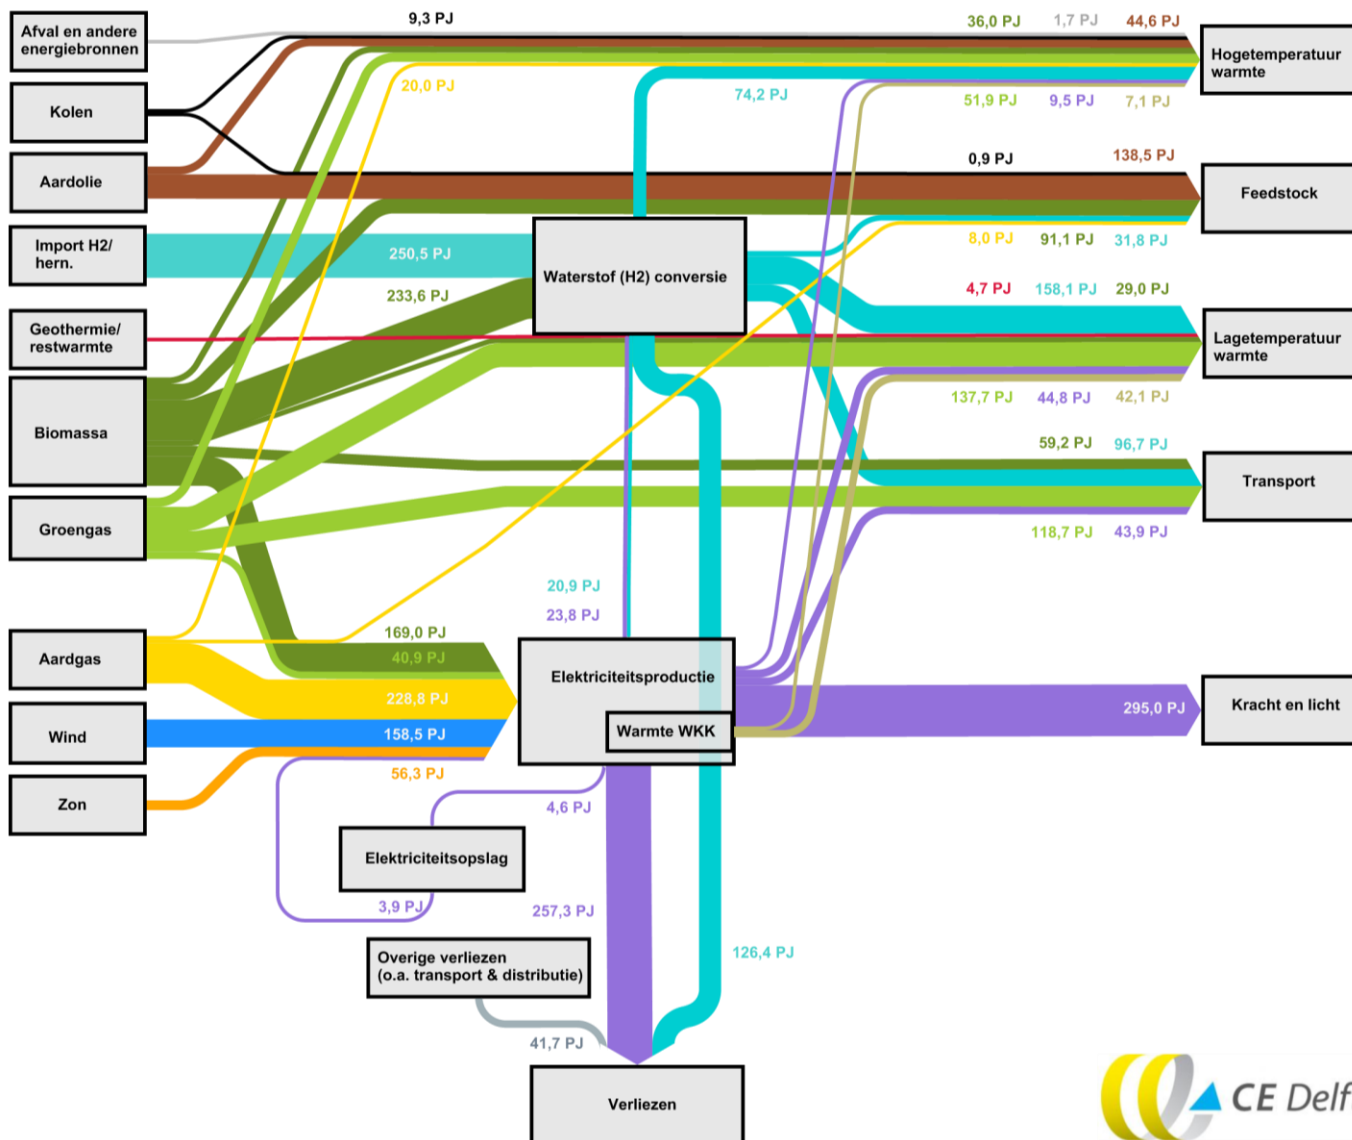 9,3 PJ
36,0 PJ
1,7 PJ
44,6 PJ
Afval en andere
energiebronnen
Hogetemperatuur
warmte
20,0 PJ
74,2 PJ
51,9 PJ
9,5 PJ
7,1 PJ
Kolen
0,9 PJ
138,5 PJ
Aardolie
Feedstock
Import H2/
hern.
250,5 PJ
8,0 PJ
91,1 PJ
31,8 PJ
Waterstof (H2) conversie
233,6 PJ
4,7 PJ
158,1 PJ
29,0 PJ
Geothermie/
restwarmte
Lagetemperatuur
warmte
137,7 PJ
44,8 PJ
42,1 PJ
Biomassa
59,2 PJ
96,7 PJ
Transport
Groengas
118,7 PJ
43,9 PJ
20,9 PJ
23,8 PJ
169,0 PJ
40,9 PJ
Aardgas
Elektriciteitsproductie
228,8 PJ
295,0 PJ
Kracht en licht
Wind
158,5 PJ
Warmte WKK
56,3 PJ
Zon
4,6 PJ
Elektriciteitsopslag
3,9 PJ
257,3 PJ
Overige verliezen
(o.a. transport & distributie)
126,4 PJ
41,7 PJ
Verliezen
CE Delf